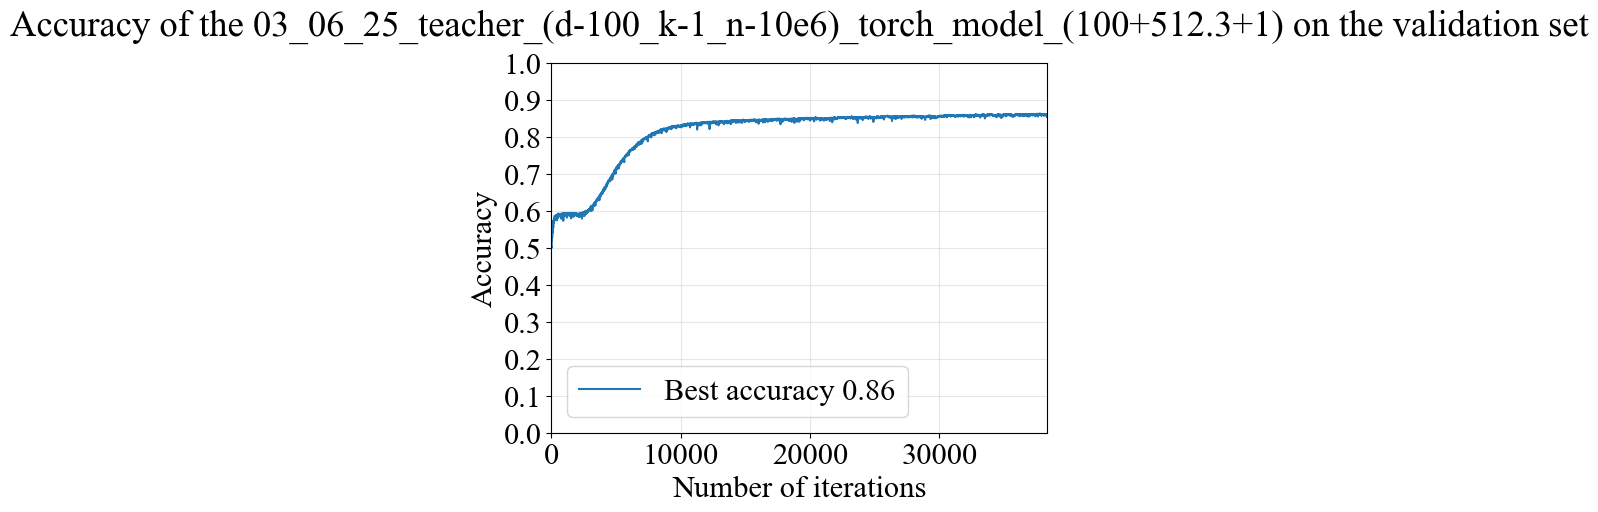 Accuracy of the 03_06_25_teacher_(d-100_k-1_n-10e6)_torch_model_(100+512.3+1) on the validation set
1.0
0.9
0.8
0.7
0.6
0.5
0.4
0.3
0.2
0.1
0.0
Accuracy
Best accuracy 0.86
0 10000 20000 30000
Number of iterations